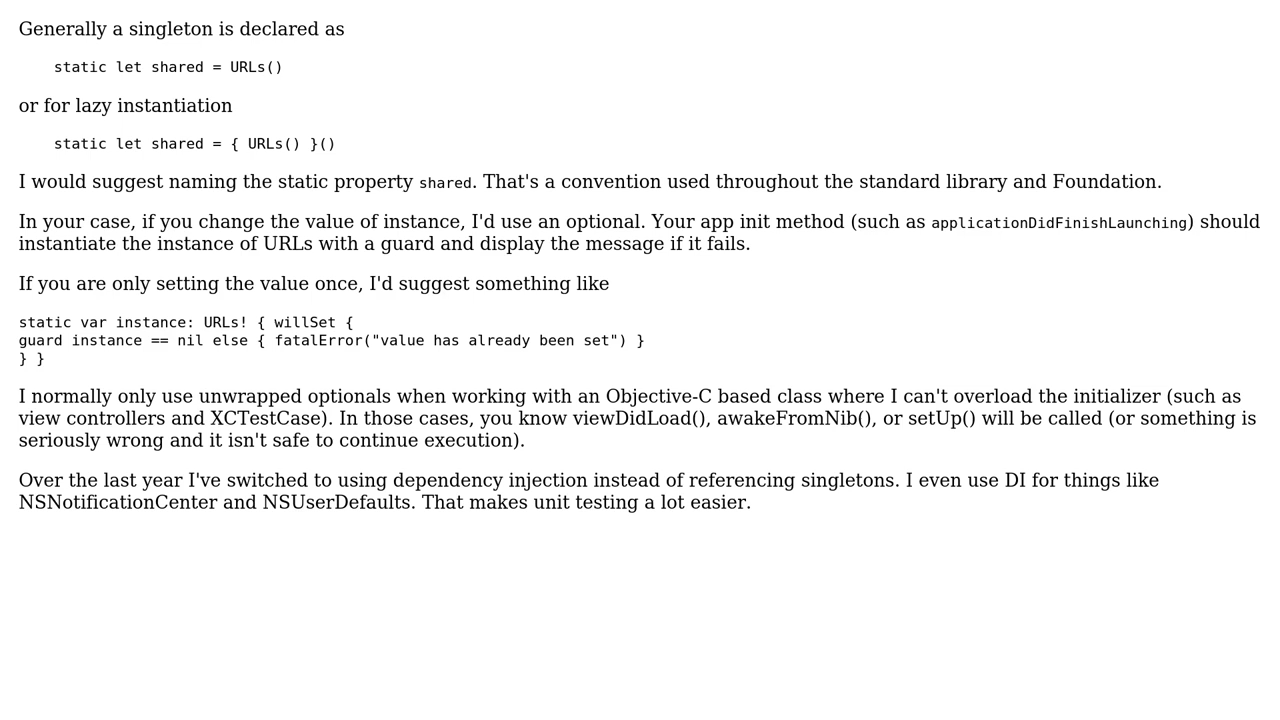 Generally a singleton is declared as
static let shared = URLs()
or for lazy instantiation
static let shared = { URLs() }()
I would suggest naming the static property shared. That's a convention used throughout the standard library and Foundation.
In your case, if you change the value of instance, I'd use an optional. Your app init method (such as applicationDidFinishLaunching) should
instantiate the instance of URLs with a guard and display the message if it fails.
If you are only setting the value once, I'd suggest something like
static var instance: URLs! { willSet {
guard instance == nil else { fatalError("value has already been set") }
} }
I normally only use unwrapped optionals when working with an Objective-C based class where I can't overload the initializer (such as
view controllers and XCTestCase). In those cases, you know viewDidLoad(), awakeFromNib(), or setUp() will be called (or something is
seriously wrong and it isn't safe to continue execution).
Over the last year I've switched to using dependency injection instead of referencing singletons. I even use DI for things like
NSNotificationCenter and NSUserDefaults. That makes unit testing a lot easier.